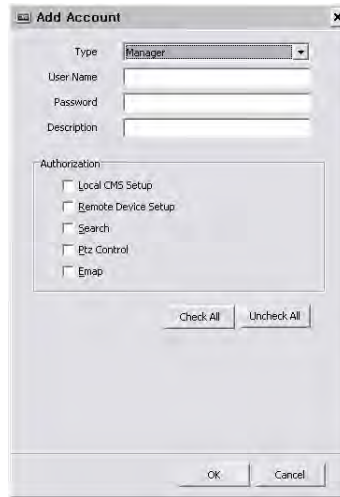 Add Account
Type Manager
User Name
Password
Description
Authorization
Local CMS Setup
Remote Device Setup
Search
Ptz Control
Emap
Check All Uncheck All
OK Cancel